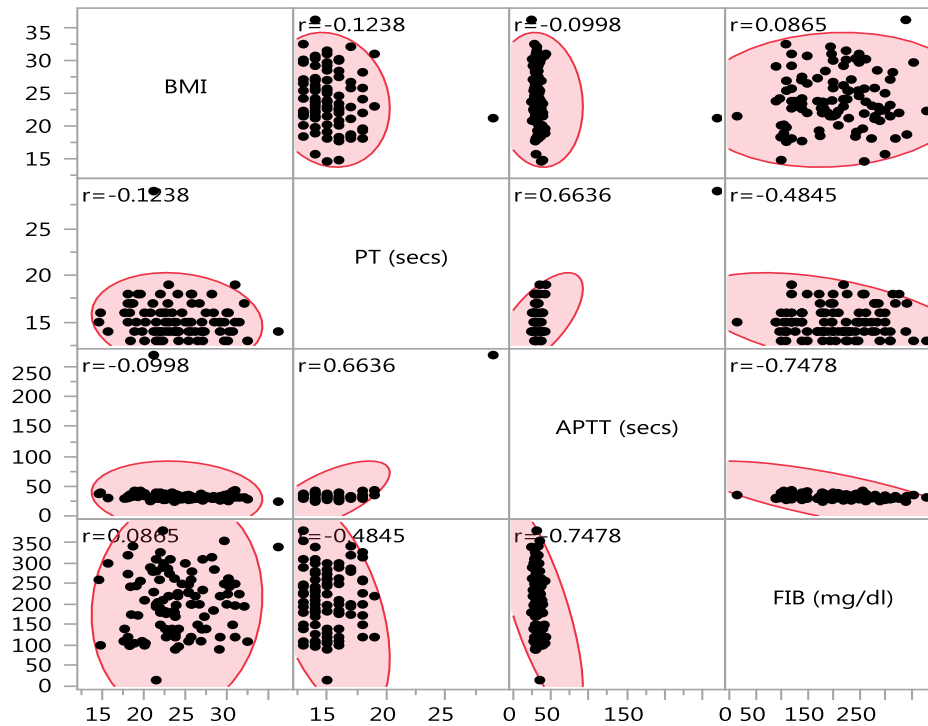 35
30
25
20
15
BMI
r=-0.1238
r=-0.0998
r=0.0865
25
20
15
r=-0.1238
PT (secs)
r=0.6636
r=-0.4845
250
200
150
100
50
0
r=-0.0998
r=0.6636
APTT (secs)
r=-0.7478
350
300
250
200
150
100
50
0
r=0.0865
r=-0.4845
r=-0.7478
FIB (mg/dl)
15 20 25 30
15 20 25
0 50 150
0 50 150 250